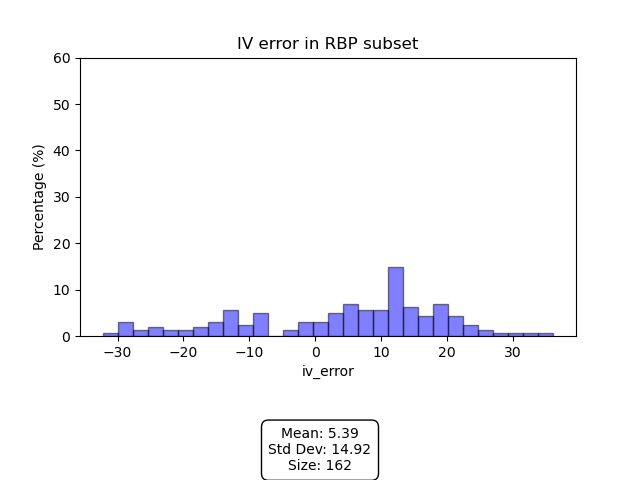 IV error in RBP subset
60
50
40
30
20
10
0
Percentage (%)
−30
−20
−10
0
10
20
30
iv_error
Mean: 5.39
Std Dev: 14.92
Size: 162